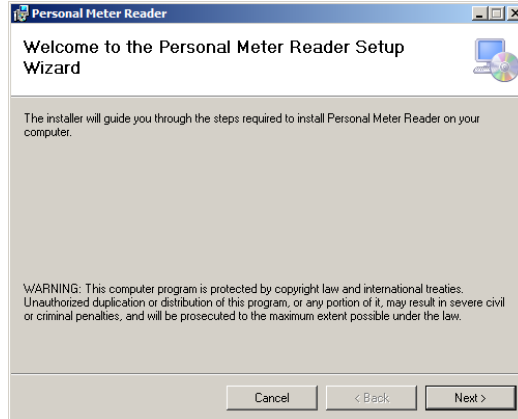 Personal Meter Reader
Welcome to the Personal Meter Reader Setup
Wizard
The installer will guide you through the steps required to install Personal Meter Reader on your
computer.
WARNING: This computer program is protected by copyright law and international treaties.
Unauthorized duplication or distribution of this program, or any portion of it, may result in severe civil
or criminal penalties, and will be prosecuted to the maximum extent possible under the law.
Cancel
< Back
Next >